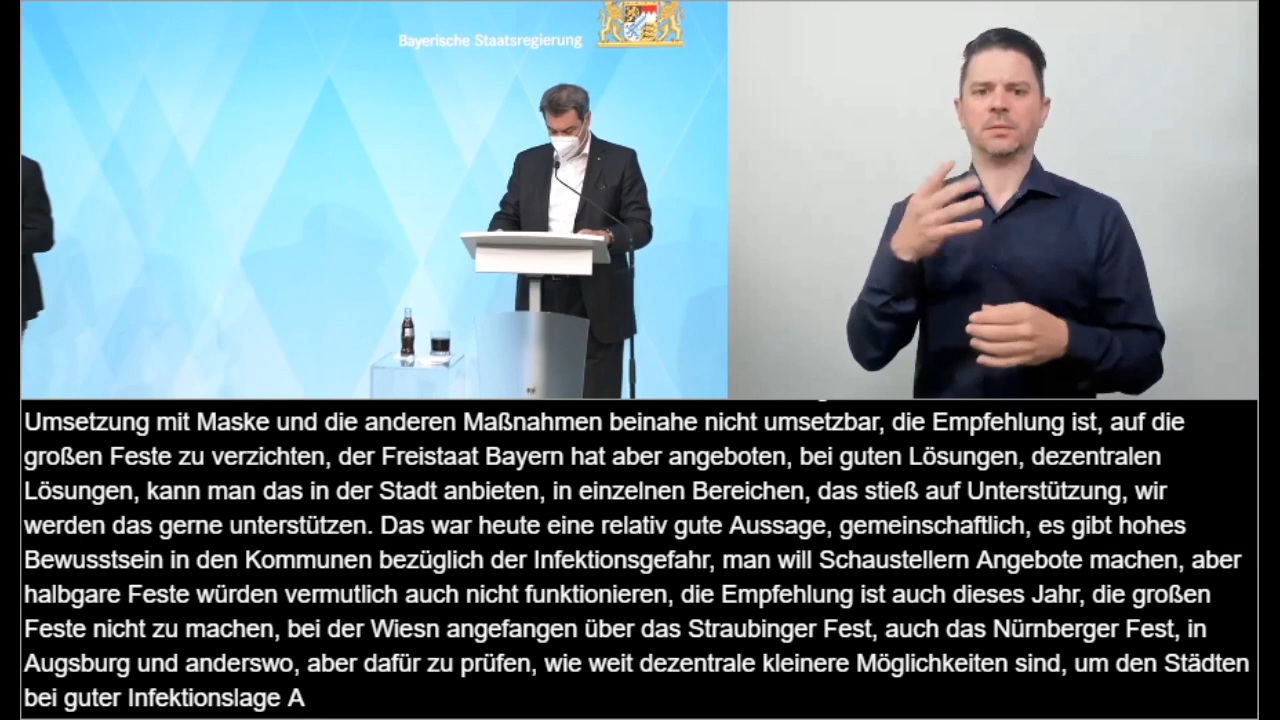 Bayerische Staatsregierung
Umsetzung mit Maske und die anderen Maßnahmen beinahe nicht umsetzbar, die Empfehlung ist, auf die
großen Feste zu verzichten, der Freistaat Bayern hat aber angeboten, bei guten Lösungen, dezentralen
Lösungen, kann man das in der Stadt anbieten, in einzelnen Bereichen, das stieß auf Unterstützung, wir
werden das gerne unterstützen. Das war heute eine relativ gute Aussage, gemeinschaftlich, es gibt hohes
Bewusstsein in den Kommunen bezüglich der Infektionsgefahr, man will Schaustellern Angebote machen, aber
halbgare Feste würden vermutlich auch nicht funktionieren, die Empfehlung ist auch dieses Jahr, die großen
Feste nicht zu machen, bei der Wiesn angefangen über das Straubinger Fest, auch das Nürnberger Fest, in
Augsburg und anderswo, aber dafür zu prüfen, wie weit dezentrale kleinere Möglichkeiten sind, um den Städten
bei guter Infektionslage A